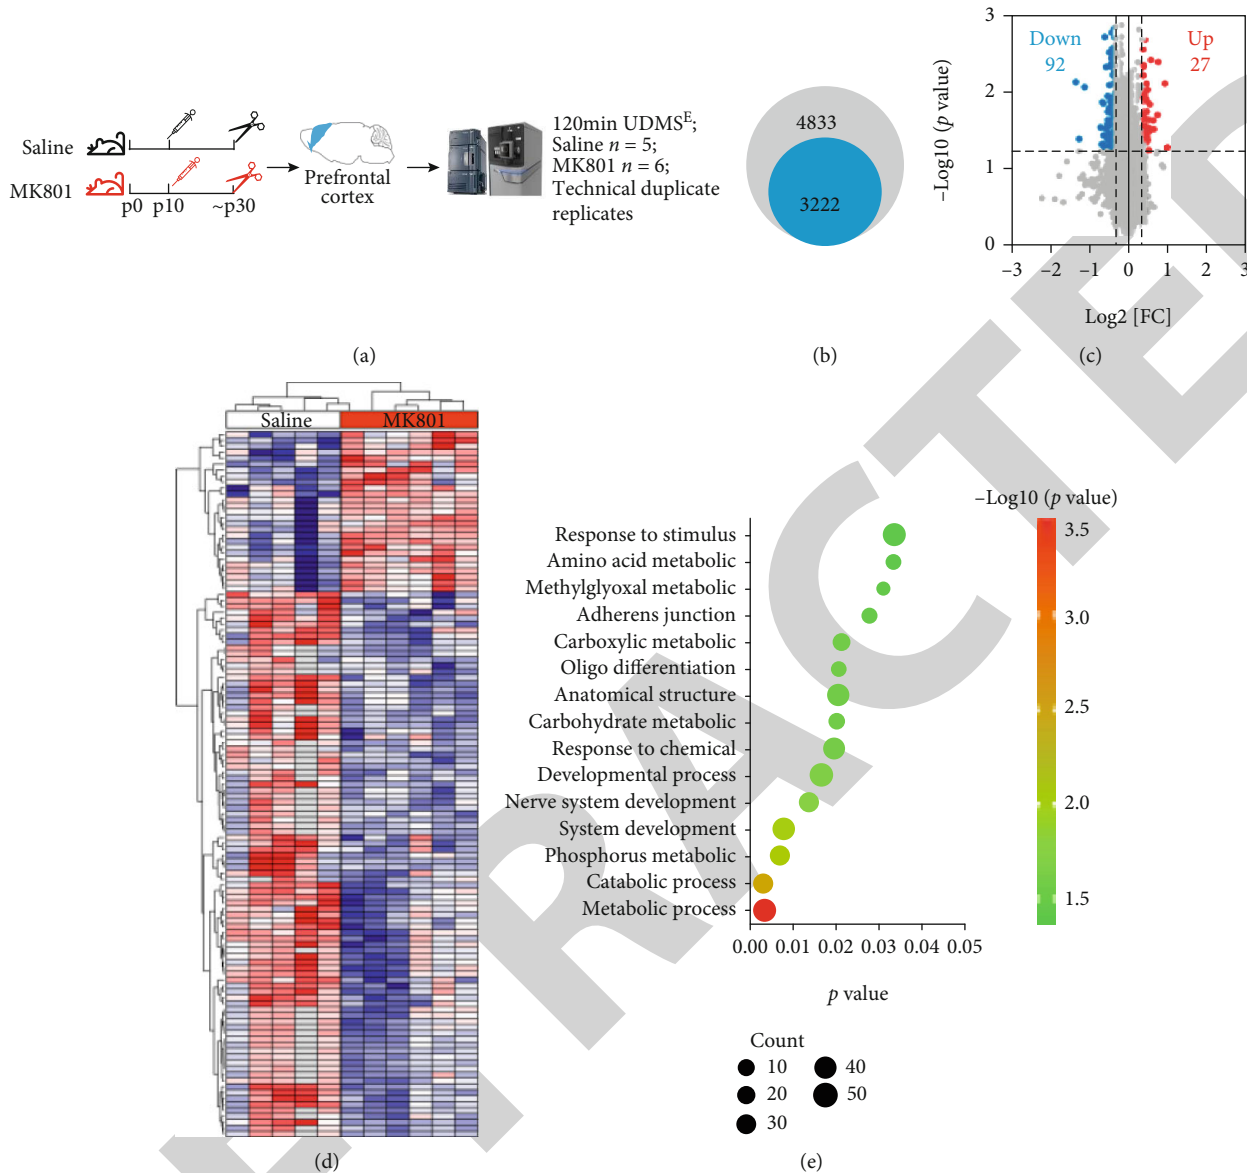 Saline
MK801
p0 p10 ~p30
Prefrontal
cortex
120min UDMS^E;
Saline n = 5;
MK801 n = 6;
Technical duplicate
replicates
(a)
4833
3222
(b)
–Log10 (p value)
3
2
1
0
Down
92
Up
27
–3 –2 –1 0 1 2 3
Log2 [FC]
(c)
Saline MK801
(d)
Response to stimulus
Amino acid metabolic
Methylglyoxal metabolic
Adherens junction
Carboxylic metabolic
Oligo differentiation
Anatomical structure
Carbohydrate metabolic
Response to chemical
Developmental process
Nerve system development
System development
Phosphorus metabolic
Catabolic process
Metabolic process
0.00 0.01 0.02 0.03 0.04 0.05
p value
–Log10 (p value)
3.5
3.0
2.5
2.0
1.5
Count
10 40
20 50
30
(e)
RACTED